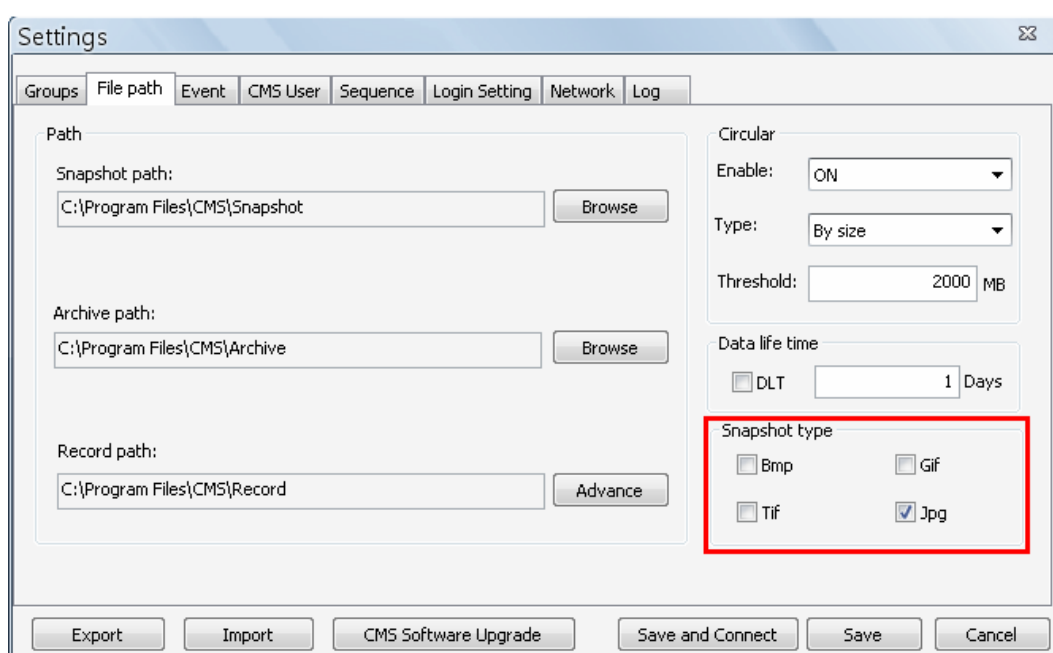 Settings
Groups File path Event CMS User Sequence Login Setting Network Log
Path
Snapshot path:
C:\Program Files\CMS\Snapshot Browse
Archive path:
C:\Program Files\CMS\Archive Browse
Record path:
C:\Program Files\CMS\Record Advance
Circular
Enable: ON
Type: By size
Threshold: 2000 MB
Data life time
DLT 1 Days
Snapshot type
Bmp Gif
Tif Jpg
Export Import CMS Software Upgrade Save and Connect Save Cancel